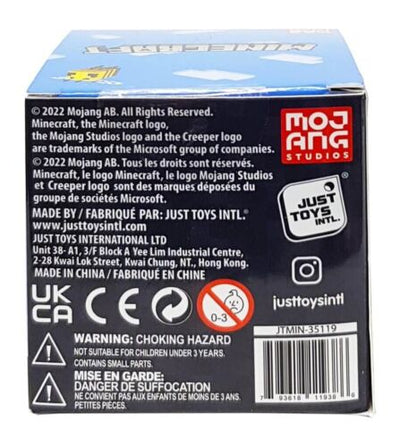 MINECRAFT
© 2022 Mojang AB. All Rights Reserved.
Minecraft, the Minecraft logo,
the Mojang Studios logo and the Creeper logo
are trademarks of the Microsoft group of companies.
© 2022 Mojang AB. Tous les droits sont réservés.
Minecraft, le logo Minecraft, le logo Mojang Studios
et Creeper logo sont des marques déposées du
groupe de sociétés Microsoft.
MADE BY / FABRIQUÉ PAR: JUST TOYS INTL.®
www.justtoysintl.com
JUST TOYS INTERNATIONAL LTD
Unit 38- A1, 3/F Block A Yee Lim Industrial Centre,
2-28 Kwai Lok Street, Kwai Chung, NT., Hong Kong.
MADE IN CHINA / FABRIQUÉ EN CHINE
MOJ
ANG
STUDIOS
JUST
TOYS
INTL.
®
justtoysintl
UK
CA
CE
0-3
JTMIN-35119
WARNING: CHOKING HAZARD
NOT SUITABLE FOR CHILDREN UNDER 3 YEARS.
CONTAINS SMALL PARTS.
MISE EN GARDE:
DANGER DE SUFFOCATION
NE CONVIENT PAS AUX ENFANTS DE MOINS DE 3 ANS.
PETITES PIÈCES.
7 93618 11938 6